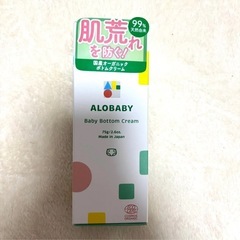 肌荒れ
を防ぐ!
国産オーガニック
ボトムクリーム
99%
天然由来
ALOBABY
Baby Bottom Cream
75g/2.6oz.
Made in Japan